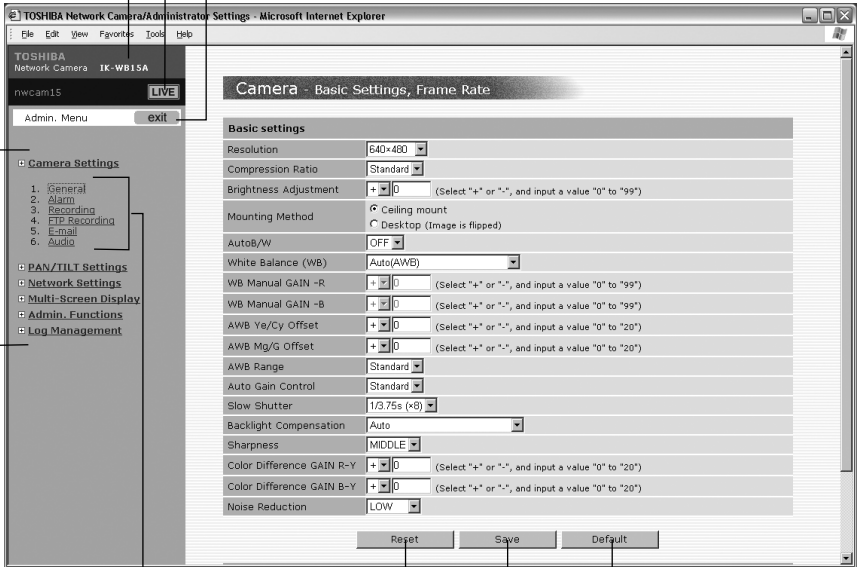 TOSHIBA Network Camera/Administrator Settings - Microsoft Internet Explorer
File Edit View Favorites Tools Help
TOSHIBA
Network Camera IK-WB15A
nwcam15 LIVE
Admin. Menu exit
Camera Settings
1. General
2. Alarm
3. Recording
4. FTP Recording
5. E-mail
6. Audio
PAN/TILT Settings
Network Settings
Multi-Screen Display
Admin. Functions
Log Management
Camera - Basic Settings, Frame Rate
Basic settings
Resolution 640×480
Compression Ratio Standard
Brightness Adjustment + 0 (Select "+" or "-", and input a value "0" to "99")
Mounting Method Ceiling mount
Desktop (Image is flipped)
AutoB/W OFF
White Balance (WB) Auto(AWB)
WB Manual GAIN -R + 0 (Select "+" or "-", and input a value "0" to "99")
WB Manual GAIN -B + 0 (Select "+" or "-", and input a value "0" to "99")
AWB Ye/Cy Offset + 0 (Select "+" or "-", and input a value "0" to "20")
AWB Mg/G Offset + 0 (Select "+" or "-", and input a value "0" to "20")
AWB Range Standard
Auto Gain Control Standard
Slow Shutter 1/3.75s (×8)
Backlight Compensation Auto
Sharpness MIDDLE
Color Difference GAIN R-Y + 0 (Select "+" or "-", and input a value "0" to "20")
Color Difference GAIN B-Y + 0 (Select "+" or "-", and input a value "0" to "20")
Noise Reduction LOW
Reset Save Default